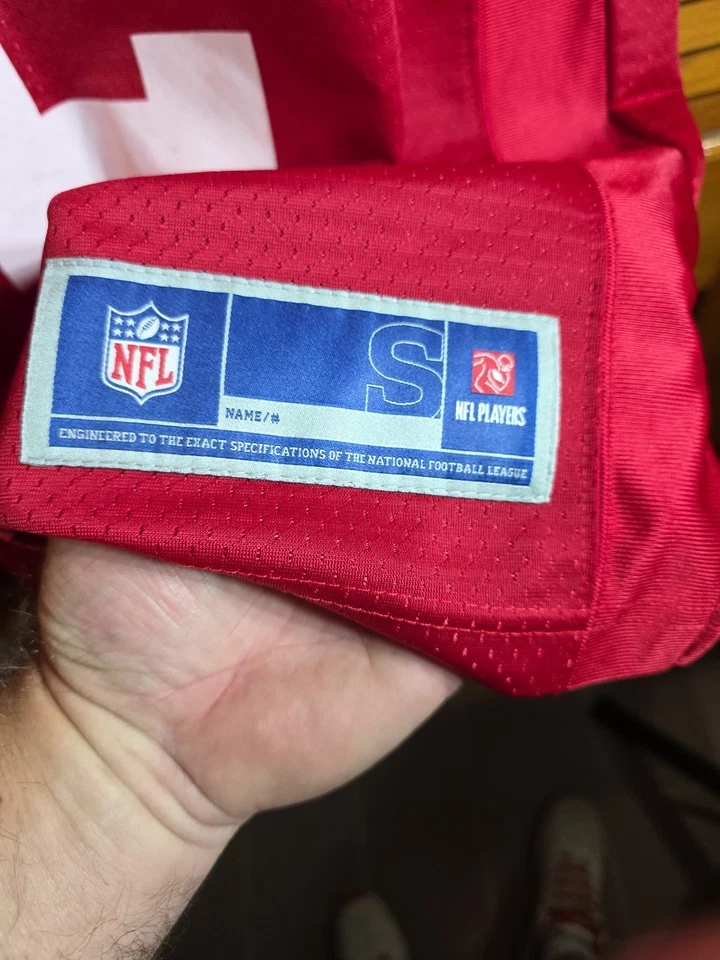 NFL
S
NFL PLAYERS
NAME/#
ENGINEERED TO THE EXACT SPECIFICATIONS OF THE NATIONAL FOOTBALL LEAGUE